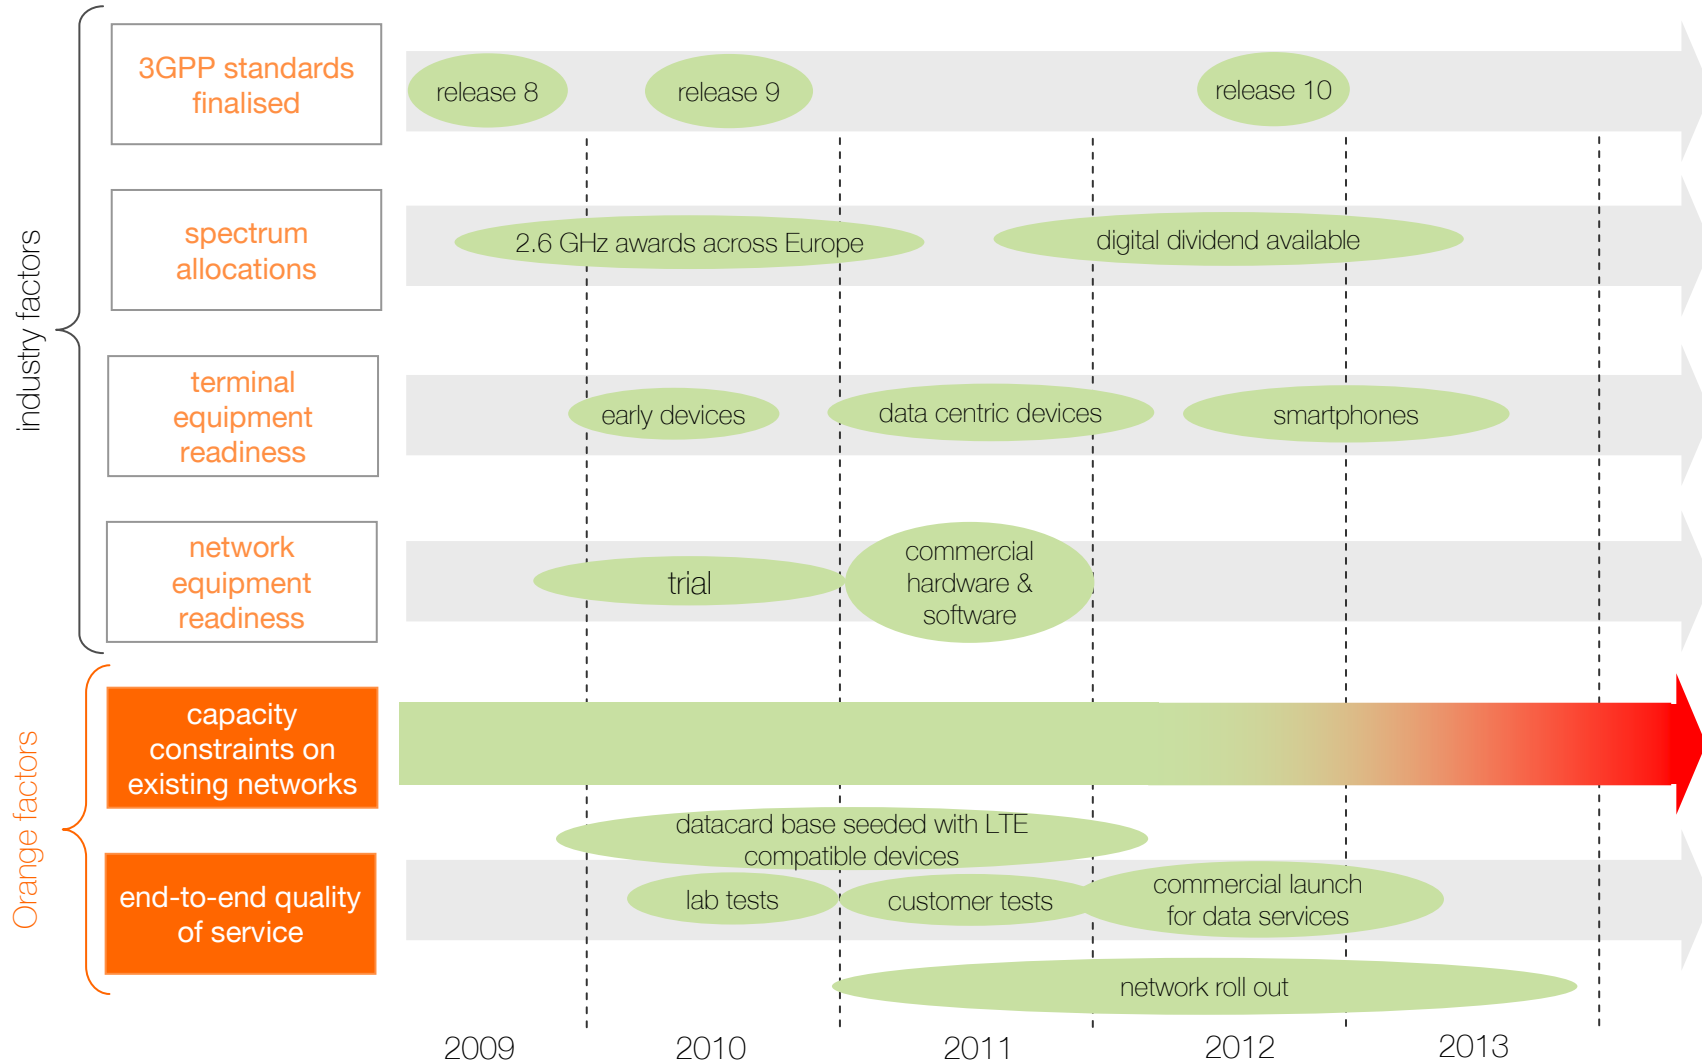 industry factors
3GPP standards
finalised
release 8
release 9
release 10
spectrum
allocations
2.6 GHz awards across Europe
digital dividend available
terminal
equipment
readiness
early devices
data centric devices
smartphones
network
equipment
readiness
trial
commercial
hardware &
software
Orange factors
capacity
constraints on
existing networks
end-to-end quality
of service
datacard base seeded with LTE
compatible devices
lab tests
customer tests
commercial launch
for data services
network roll out
2009
2010
2011
2012
2013